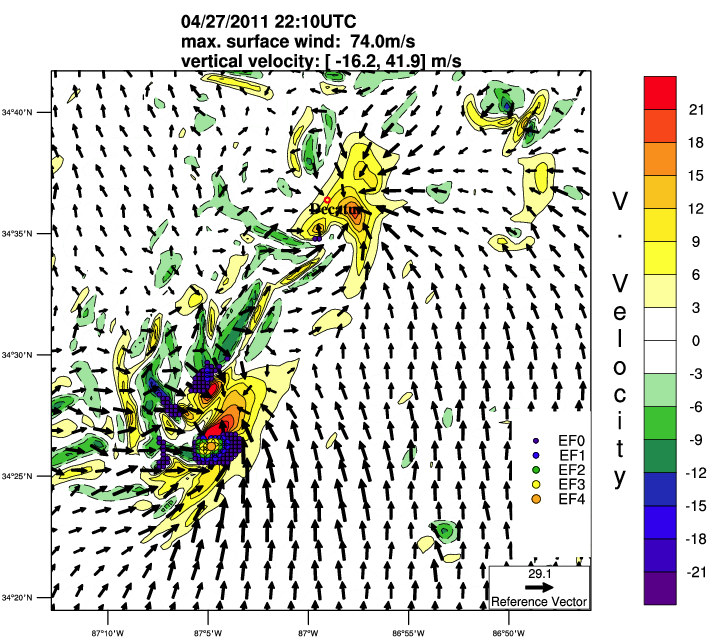 04/27/2011 22:10UTC
max. surface wind: 74.0m/s
vertical velocity: [ -16.2, 41.9] m/s
34°40'N
34°35'N
34°30'N
34°25'N
34°20'N
87°10'W
87°5'W
87°W
86°55'W
86°50'W
Decatur
EF0
EF1
EF2
EF3
EF4
29.1
Reference Vector
V. Velocity
21
18
15
12
9
6
3
0
-3
-6
-9
-12
-15
-18
-21